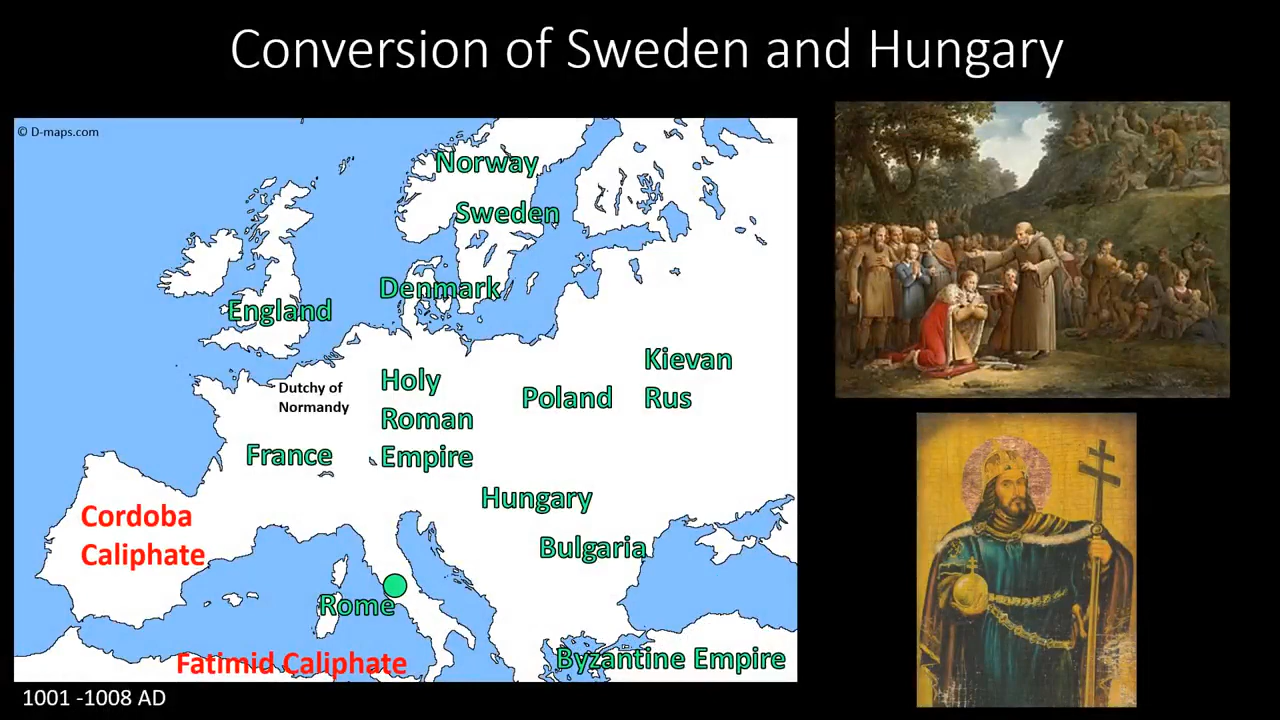 Conversion of Sweden and Hungary
© D-maps.com
Norway
Sweden
Denmark
England
Kievan
Rus
Dutchy of
Normandy
Holy
Roman
Empire
Poland
France
Hungary
Cordoba
Caliphate
Bulgaria
Rome
Fatimid Caliphate
Byzantine Empire
1001 -1008 AD